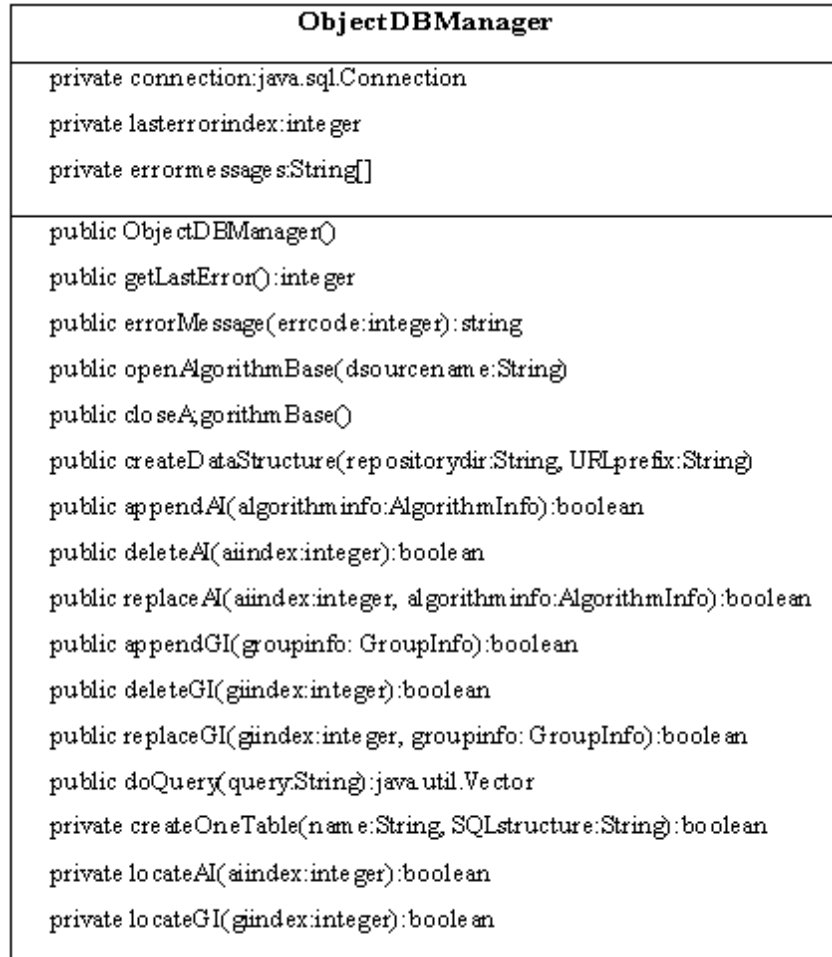 ObjectDBManager
private connection:java.sql.Connection
private lasterrorindex:integer
private errormessages:String[]
public ObjectDBManager()
public getLastError():integer
public errorMessage(errcode:integer):string
public openAlgorithmBase(dsourcename:String)
public closeA;gorithmBase()
public createDataStructure(repositorydir:String, URLprefix:String)
public appendAI(algorithminfo:AlgorithmInfo):boolean
public deleteAI(aiindex:integer):boolean
public replaceAI(aiindex:integer, algorithminfo:AlgorithmInfo):boolean
public appendGI(groupinfo: GroupInfo):boolean
public deleteGI(giindex:integer):boolean
public replaceGI(giindex:integer, groupinfo: GroupInfo):boolean
public doQuery(query:String):java.util.Vector
private createOneTable(name:String, SQLstructure:String):boolean
private locateAI(aiindex:integer):boolean
private locateGI(giindex:integer):boolean